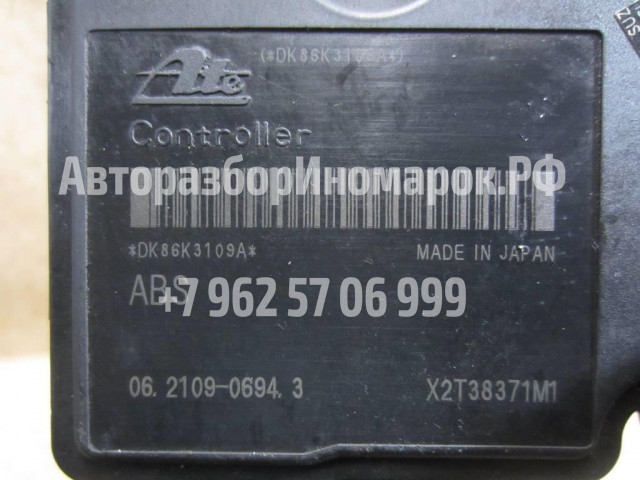 (*DK86K3109A*)
Ate
Controller
АвторазборИномарок.РФ
*DK86K3109A* MADE IN JAPAN
ABS
+7 962 57 06 999
06.2109-0694.3 X2T38371M1